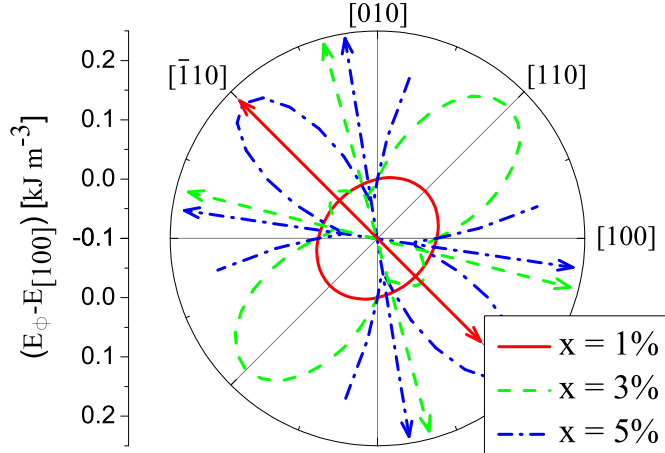 [010]
[1̄10]
[110]
[100]
0.2
0.1
0.0
-0.1
0.0
0.1
0.2
(E_ϕ-E_[100]) [kJ m⁻³]
x = 1%
x = 3%
x = 5%